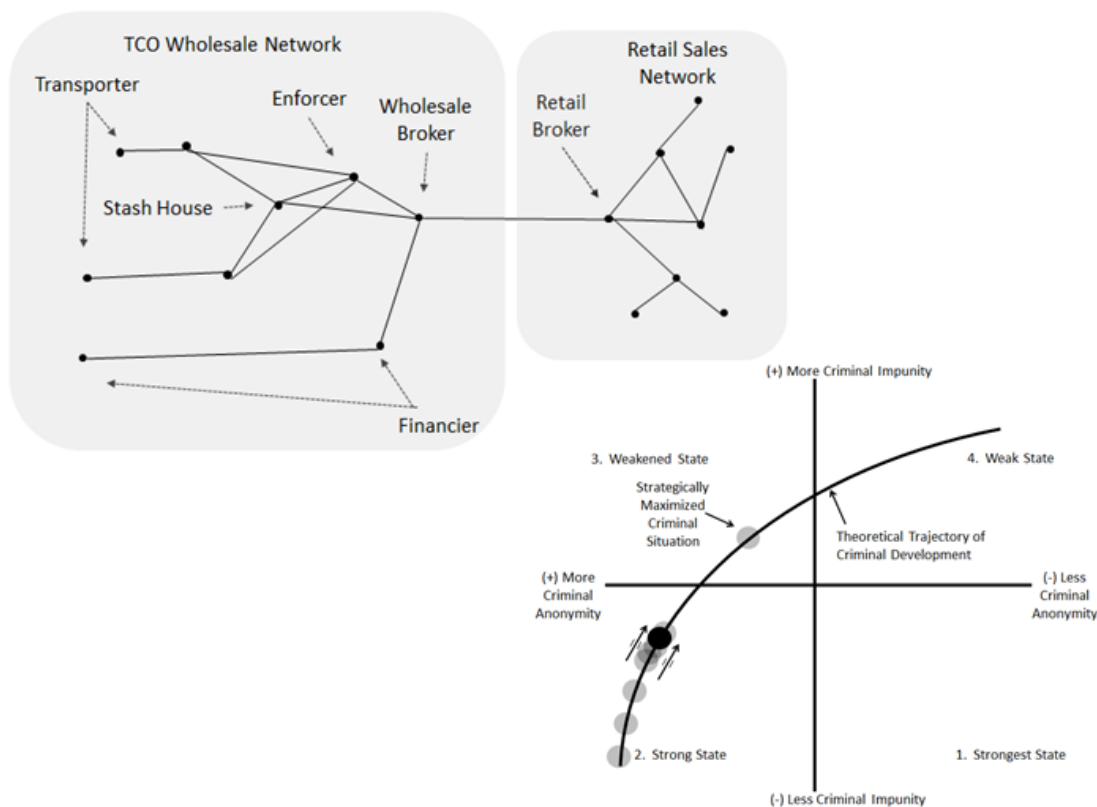 TCO Wholesale Network
Retail Sales
Network
Transporter
Enforcer
Wholesale
Broker
Retail
Broker
Stash House
Financier
(+) More Criminal Impunity
3. Weakened State
4. Weak State
Strategically
Maximized
Criminal
Situation
Theoretical Trajectory of
Criminal Development
(+) More
Criminal
Anonymity
(-) Less
Criminal
Anonymity
2. Strong State
1. Strongest State
(-) Less Criminal Impunity